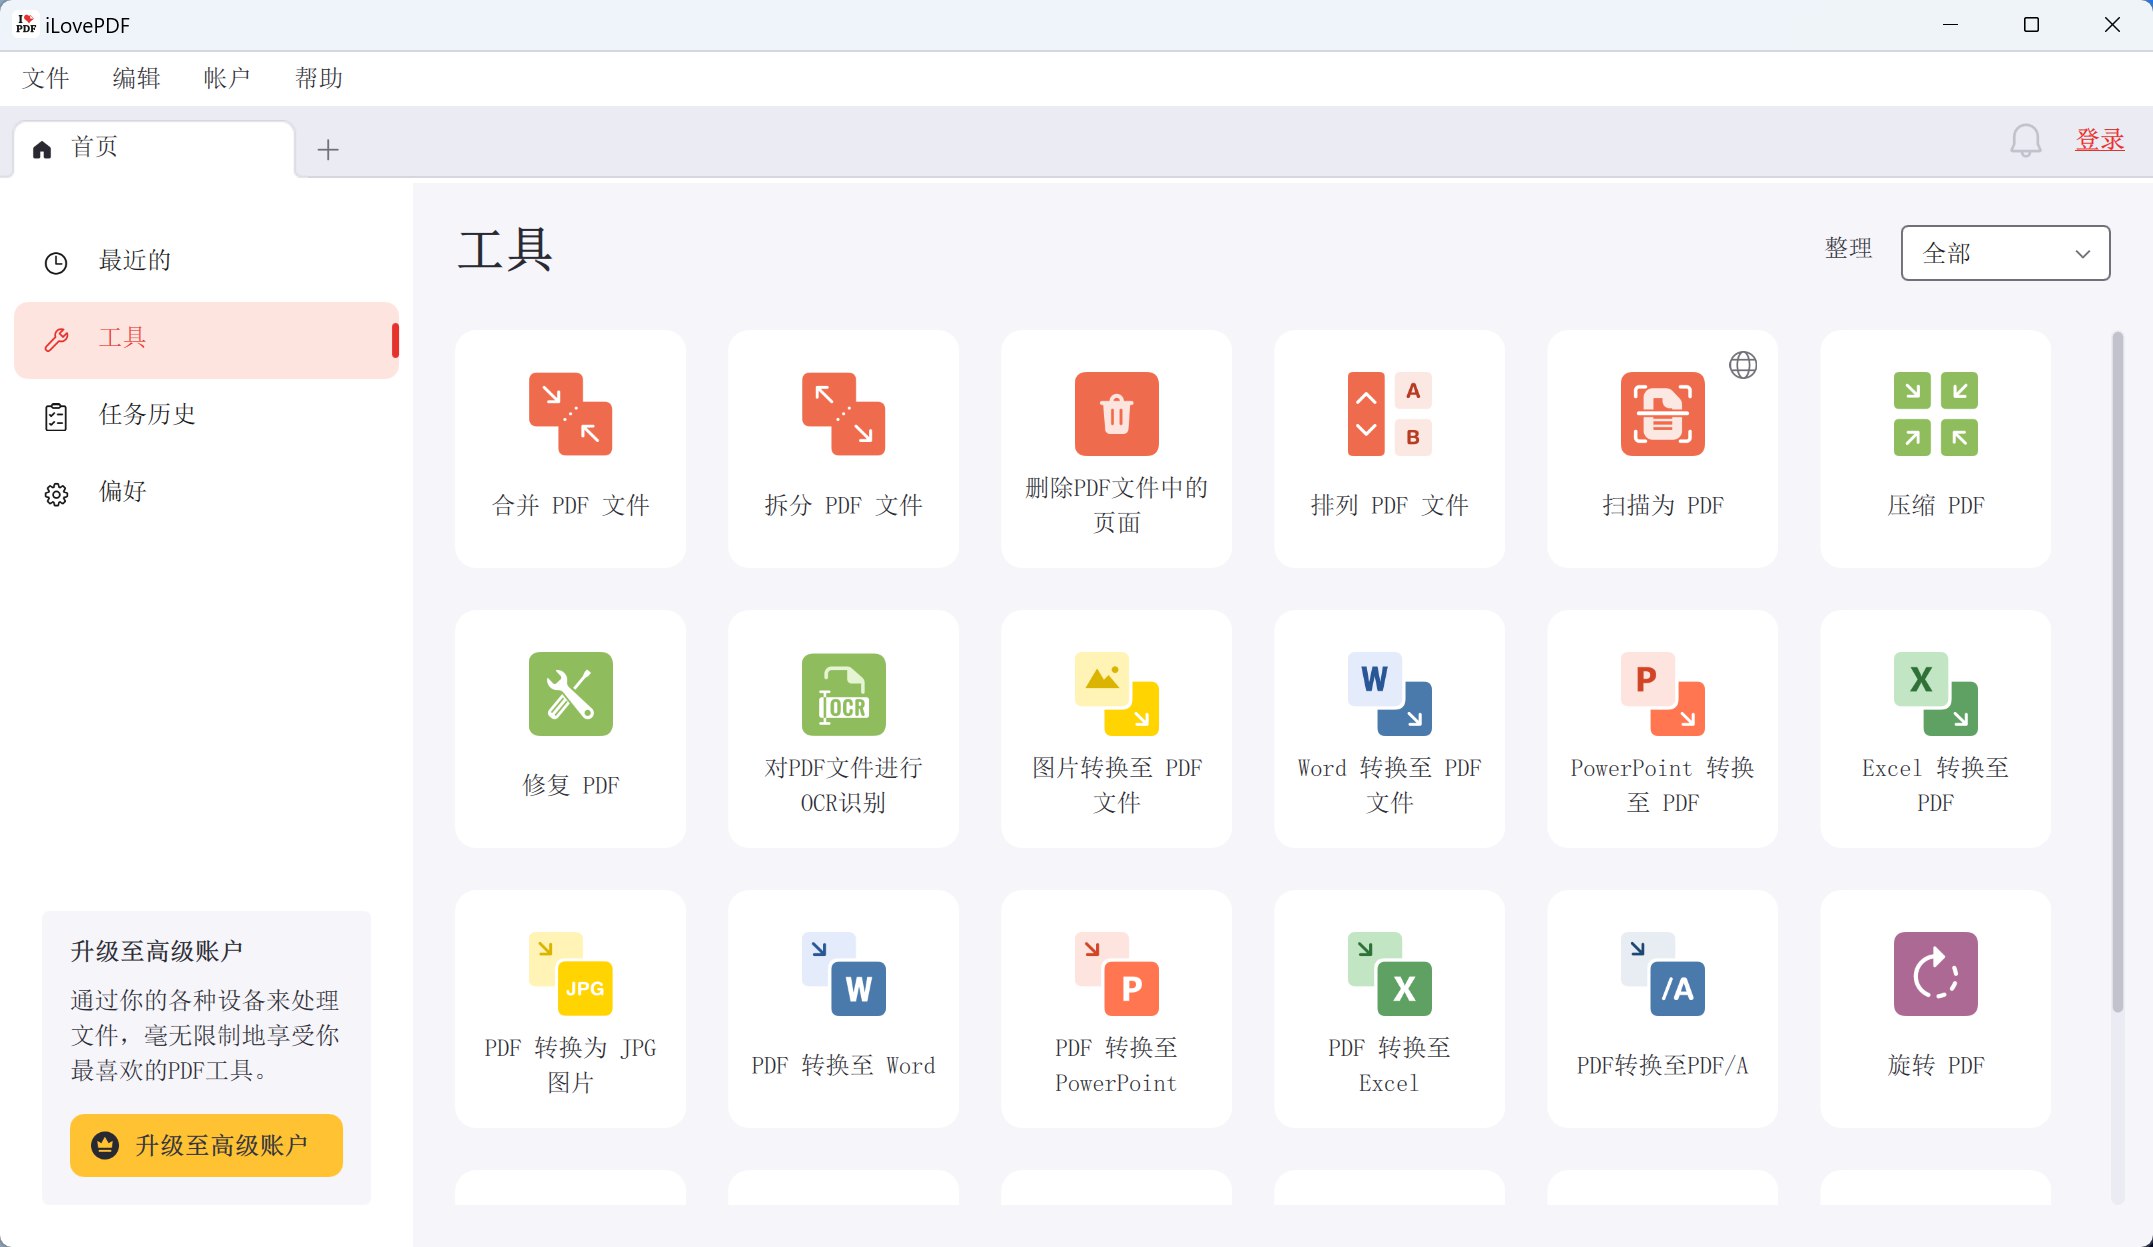 iLovePDF
文件 编辑 帐户 帮助
首页
登录
最近的
工具
任务历史
偏好
升级至高级账户
通过你的各种设备来处理
文件，毫无限制地享受你
最喜欢的PDF工具。
升级至高级账户
工具
整理 全部
合并 PDF 文件
拆分 PDF 文件
删除PDF文件中的
页面
A
B
排列 PDF 文件
扫描为 PDF
压缩 PDF
修复 PDF
OCR
对PDF文件进行
OCR识别
图片转换至 PDF
文件
W
Word 转换至 PDF
文件
P
PowerPoint 转换
至 PDF
X
Excel 转换至
PDF
JPG
PDF 转换为 JPG
图片
W
PDF 转换至 Word
P
PDF 转换至
PowerPoint
X
PDF 转换至
Excel
/A
PDF转换至PDF/A
旋转 PDF